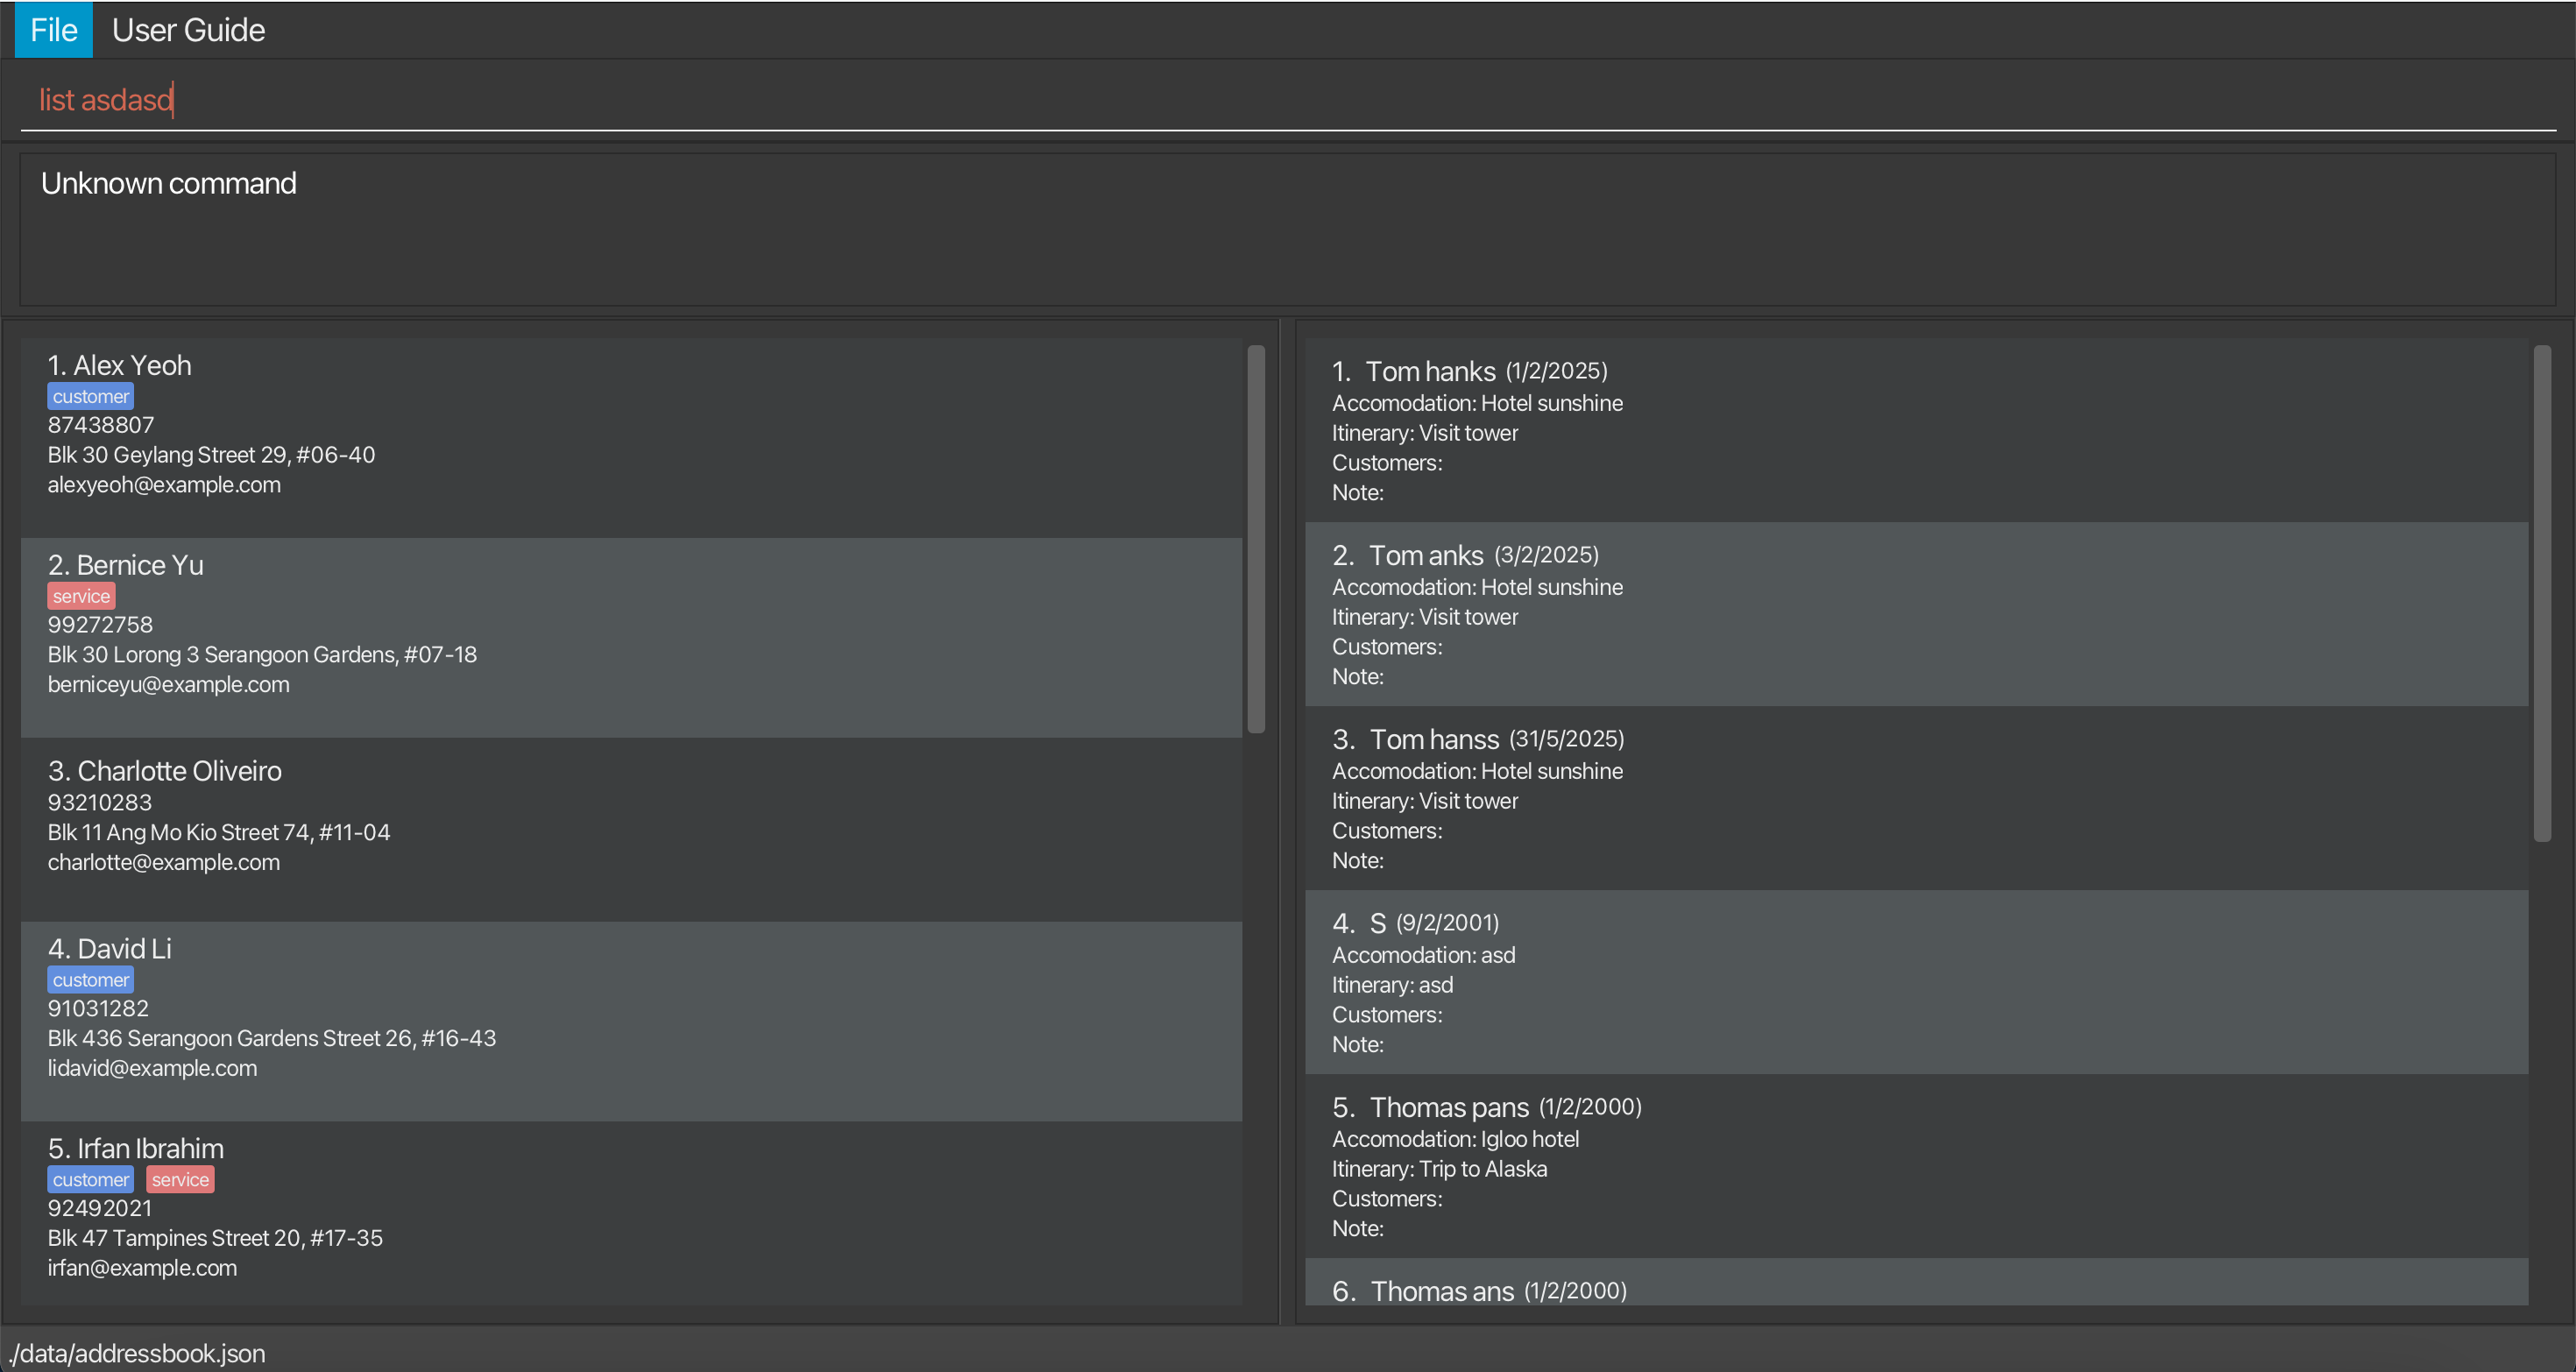 File User Guide
list asdasd
Unknown command
1. Alex Yeoh
customer
87438807
Blk 30 Geylang Street 29, #06-40
alexyeoh@example.com
2. Bernice Yu
service
99272758
Blk 30 Lorong 3 Serangoon Gardens, #07-18
berniceyu@example.com
3. Charlotte Oliveiro
93210283
Blk 11 Ang Mo Kio Street 74, #11-04
charlotte@example.com
4. David Li
customer
91031282
Blk 436 Serangoon Gardens Street 26, #16-43
lidavid@example.com
5. Irfan Ibrahim
customer service
92492021
Blk 47 Tampines Street 20, #17-35
irfan@example.com
1. Tom hanks (1/2/2025)
Accomodation: Hotel sunshine
Itinerary: Visit tower
Customers:
Note:
2. Tom anks (3/2/2025)
Accomodation: Hotel sunshine
Itinerary: Visit tower
Customers:
Note:
3. Tom hanss (31/5/2025)
Accomodation: Hotel sunshine
Itinerary: Visit tower
Customers:
Note:
4. S (9/2/2001)
Accomodation: asd
Itinerary: asd
Customers:
Note:
5. Thomas pans (1/2/2000)
Accomodation: Igloo hotel
Itinerary: Trip to Alaska
Customers:
Note:
6. Thomas ans (1/2/2000)
./data/addressbook.json